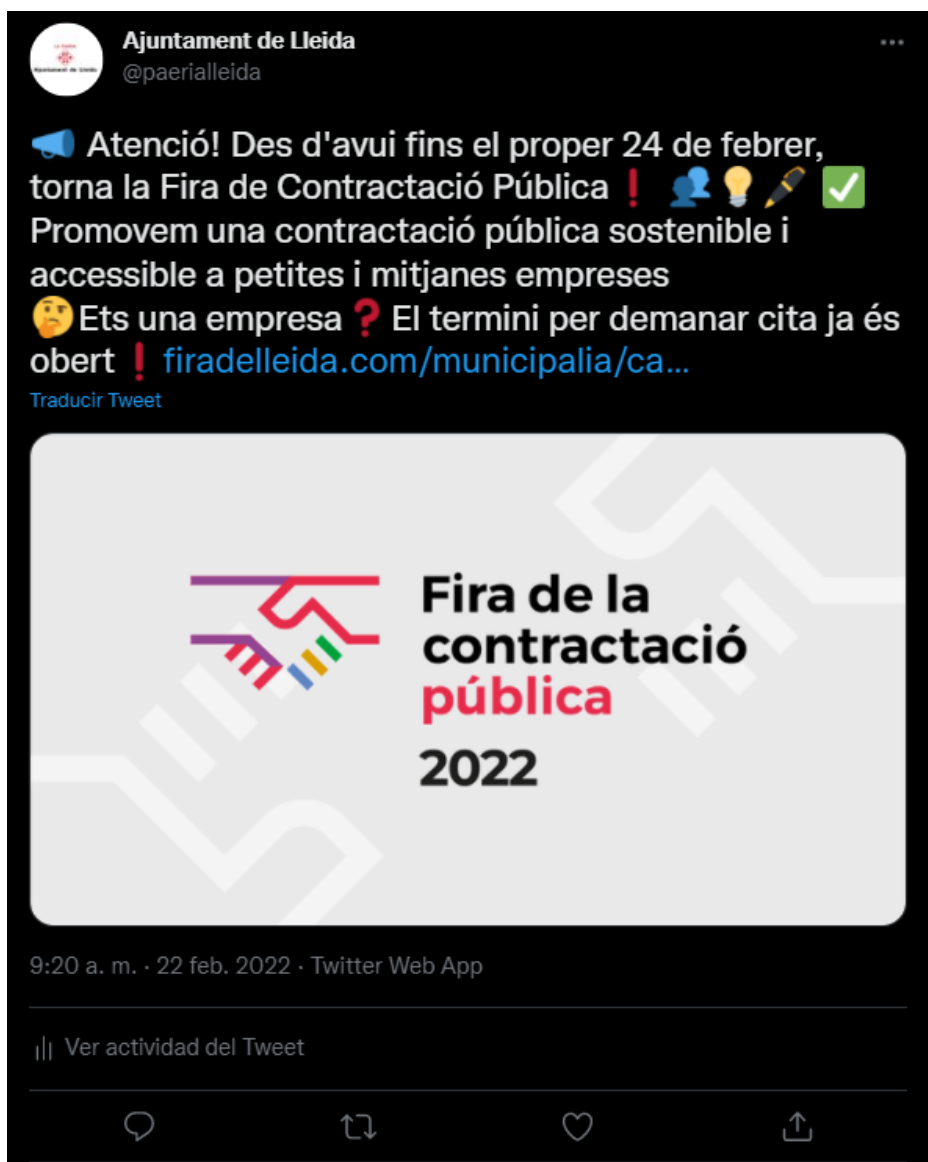 Ajuntament de Lleida
@paerialleida
📢 Atenció! Des d'avui fins el proper 24 de febrer,
torna la Fira de Contractació Pública❗ 👥💡🖋️ ✅
Promovem una contractació pública sostenible i
accessible a petites i mitjanes empreses
🤔Ets una empresa❓ El termini per demanar cita ja és
obert❗ firadelleida.com/municipalia/ca…
Traducir Tweet
Fira de la
contractació
pública
2022
9:20 a. m. · 22 feb. 2022 · Twitter Web App
Ver actividad del Tweet